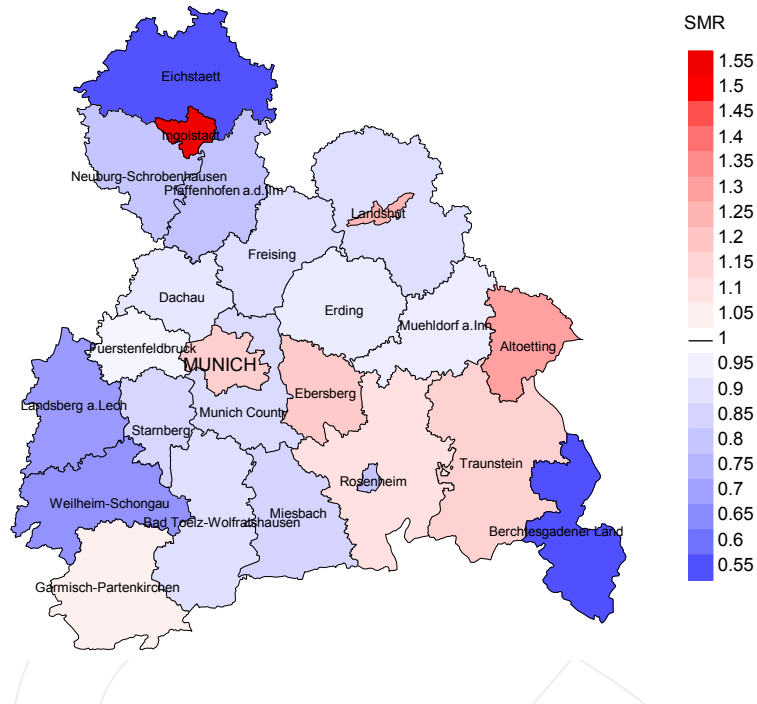 SMR
Eichstaett
Ingolstadt
Neuburg-Schrobenhausen
Pfaffenhofen a.d.Ilm
Landshut
Freising
Dachau
Erding
Muehldorf a.Inn
Altoetting
Fuerstenfeldbruck
MUNICH
Ebersberg
Landsberg a.Lech
Munich County
Starnberg
Traunstein
Rosenheim
Weilheim-Schongau
Miesbach
Bad Toelz-Wolfratshausen
Berchtesgadener Land
Garmisch-Partenkirchen
1.55
1.5
1.45
1.4
1.35
1.3
1.25
1.2
1.15
1.1
1.05
1
0.95
0.9
0.85
0.8
0.75
0.7
0.65
0.6
0.55